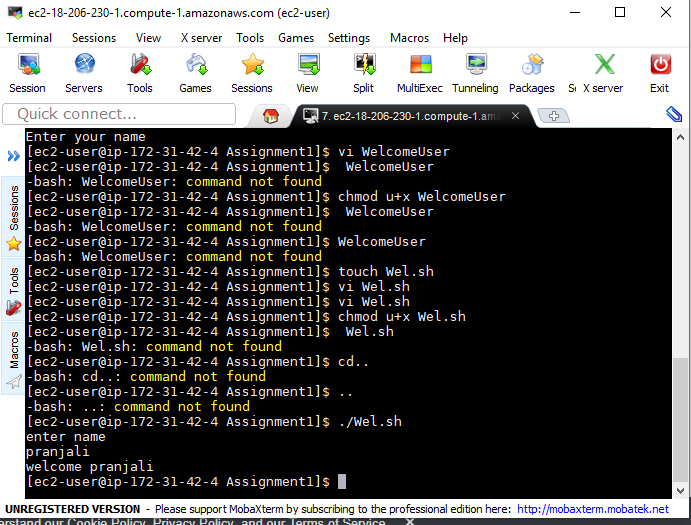 ec2-18-206-230-1.compute-1.amazonaws.com (ec2-user)
Terminal Sessions View X server Tools Games Settings Macros Help
Session Servers Tools Games Sessions View Split MultiExec Tunneling Packages X server Exit
Quick connect...
7. ec2-18-206-230-1.compute-1.am
Sessions
Tools
Macros
Enter your name
[ec2-user@ip-172-31-42-4 Assignment1]$ vi WelcomeUser
[ec2-user@ip-172-31-42-4 Assignment1]$  WelcomeUser
-bash: WelcomeUser: command not found
[ec2-user@ip-172-31-42-4 Assignment1]$ chmod u+x WelcomeUser
[ec2-user@ip-172-31-42-4 Assignment1]$  WelcomeUser
-bash: WelcomeUser: command not found
[ec2-user@ip-172-31-42-4 Assignment1]$ WelcomeUser
-bash: WelcomeUser: command not found
[ec2-user@ip-172-31-42-4 Assignment1]$ touch Wel.sh
[ec2-user@ip-172-31-42-4 Assignment1]$ vi Wel.sh
[ec2-user@ip-172-31-42-4 Assignment1]$ vi Wel.sh
[ec2-user@ip-172-31-42-4 Assignment1]$ chmod u+x Wel.sh
[ec2-user@ip-172-31-42-4 Assignment1]$  Wel.sh
-bash: Wel.sh: command not found
[ec2-user@ip-172-31-42-4 Assignment1]$ cd..
-bash: cd..: command not found
[ec2-user@ip-172-31-42-4 Assignment1]$ ..
-bash: ..: command not found
[ec2-user@ip-172-31-42-4 Assignment1]$ ./Wel.sh
enter name
pranjali
welcome pranjali
[ec2-user@ip-172-31-42-4 Assignment1]$
UNREGISTERED VERSION - Please support MobaXterm by subscribing to the professional edition here: http://mobaxterm.mobatek.net
erstand our Cookie Policy, Privacy Policy, and our Terms of Service